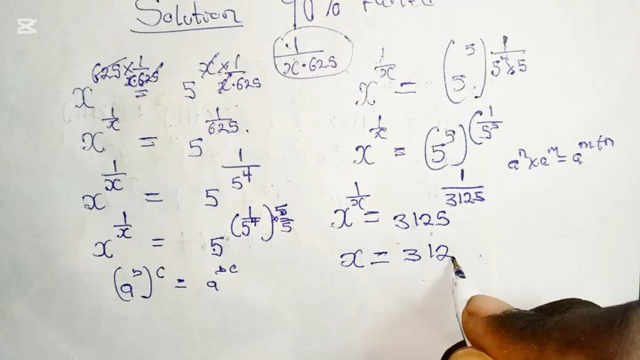 Solution 90% Failed
625 × 1/(x·625) x × 1/(x·625)
x = 5
1/(x·625)
x^(1/x) = 5^(1/625).
x^(1/x) = 5^(1/5^4)
x^(1/x) = 5^((1/5^4) × 5/5)
(a^b)^c = a^(bc)
x^(1/x) = (5^5)^(1/(5^4 × 5))
x^(1/x) = (5^5)^(1/5^5)
a^n × a^m = a^(m+n)
x^(1/x) = 3125^(1/3125)
x = 312